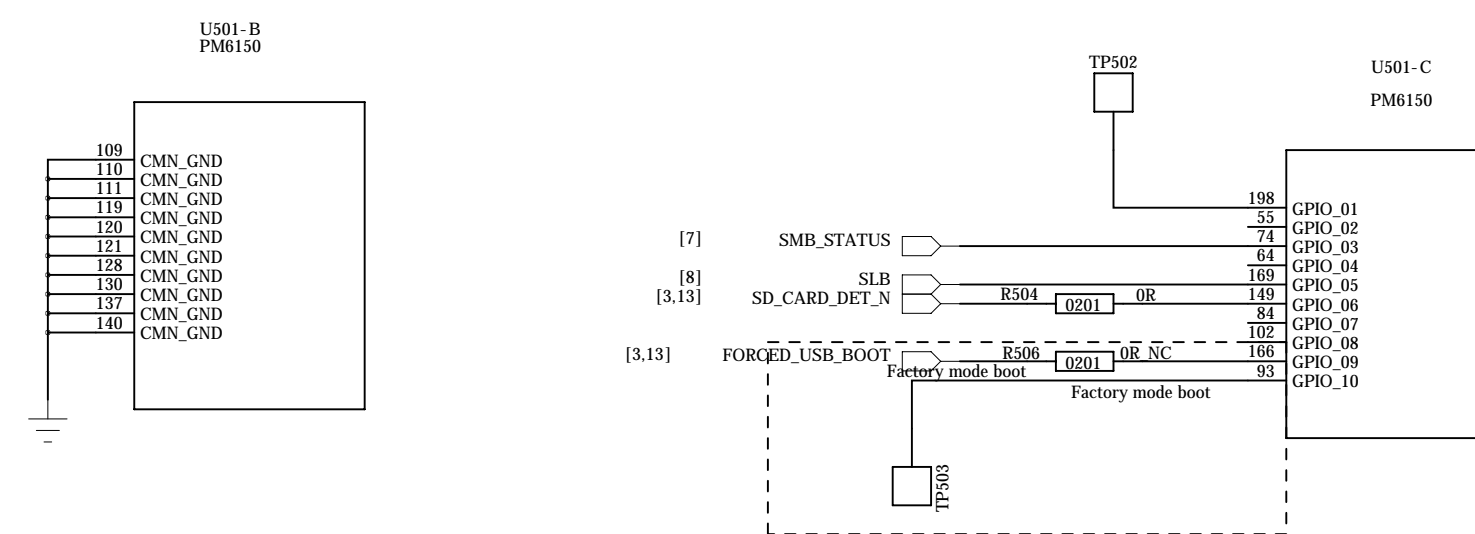 U501-B
PM6150
109 CMN_GND
110 CMN_GND
111 CMN_GND
119 CMN_GND
120 CMN_GND
121 CMN_GND
128 CMN_GND
130 CMN_GND
137 CMN_GND
140 CMN_GND
TP502
U501-C
PM6150
198 GPIO_01
55 GPIO_02
[7] SMB_STATUS 74 GPIO_03
64 GPIO_04
[8] SLB 169 GPIO_05
[3,13] SD_CARD_DET_N R504 0201 0R 149 GPIO_06
84 GPIO_07
102 GPIO_08
[3,13] FORCED_USB_BOOT R506 0201 0R_NC 166 GPIO_09
Factory mode boot 93 GPIO_10
Factory mode boot
TP503